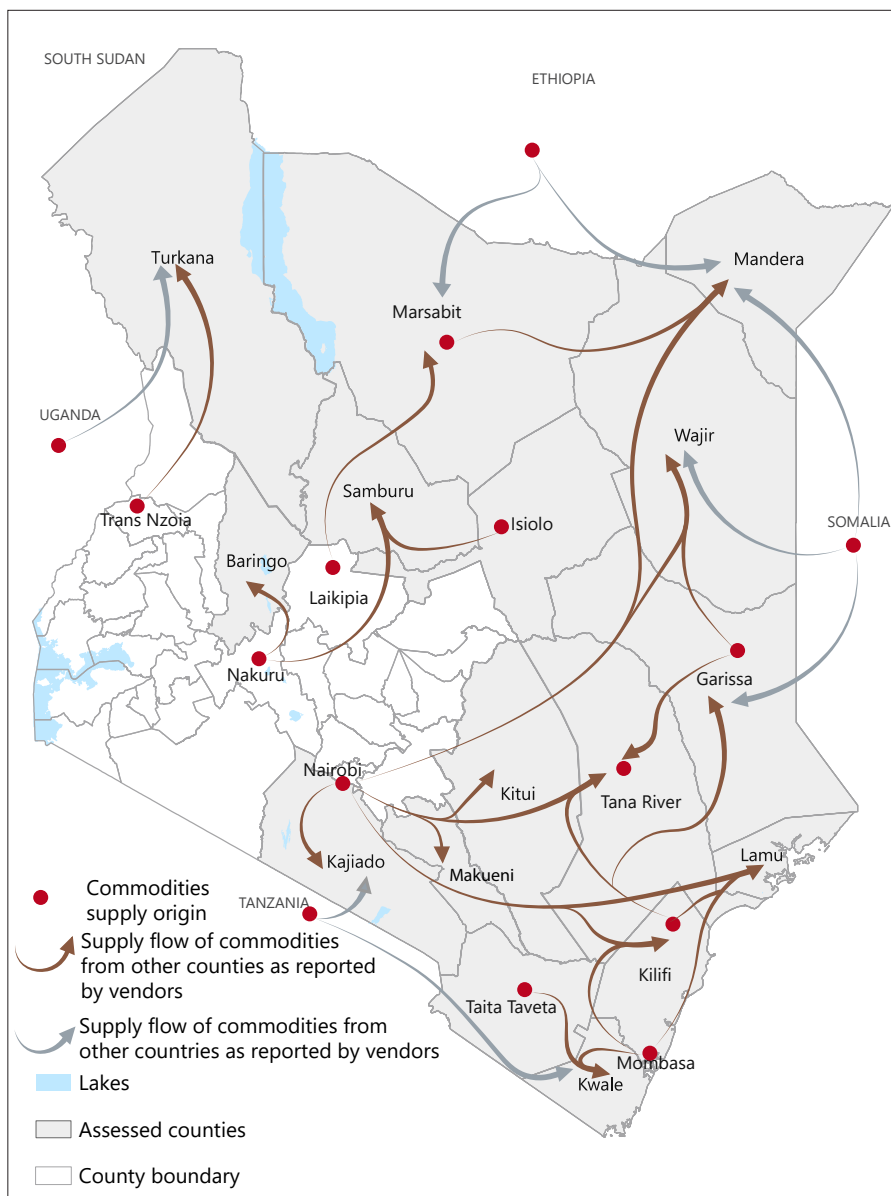 SOUTH SUDAN
ETHIOPIA
Turkana
Mandera
Marsabit
UGANDA
Wajir
Samburu
Trans Nzoia
Isiolo
SOMALIA
Baringo
Laikipia
Nakuru
Garissa
Nairobi
Kitui
Tana River
Lamu
Kajiado
Makueni
Commodities
supply origin
TANZANIA
Supply flow of commodities
from other counties as reported
by vendors
Kilifi
Taita Taveta
Supply flow of commodities from
other countries as reported by vendors
Mombasa
Kwale
Lakes
Assessed counties
County boundary